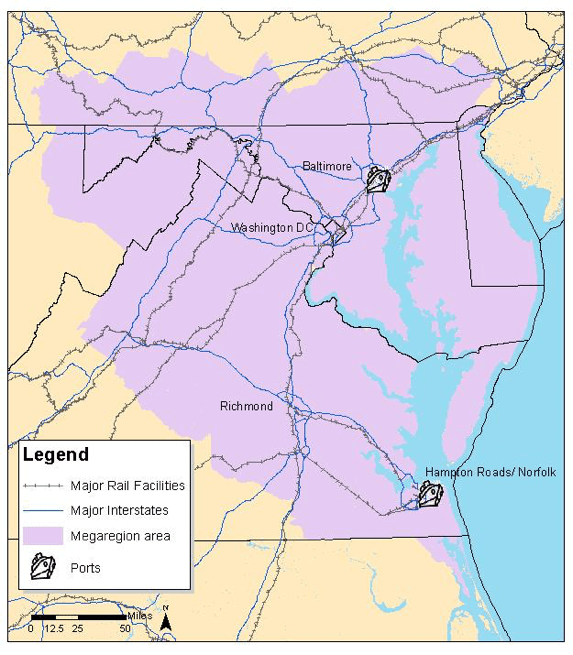 Baltimore
Washington DC
Richmond
Hampton Roads/ Norfolk
Legend
Major Rail Facilities
Major Interstates
Megaregion area
Ports
Miles
0 12.5 25 50
N